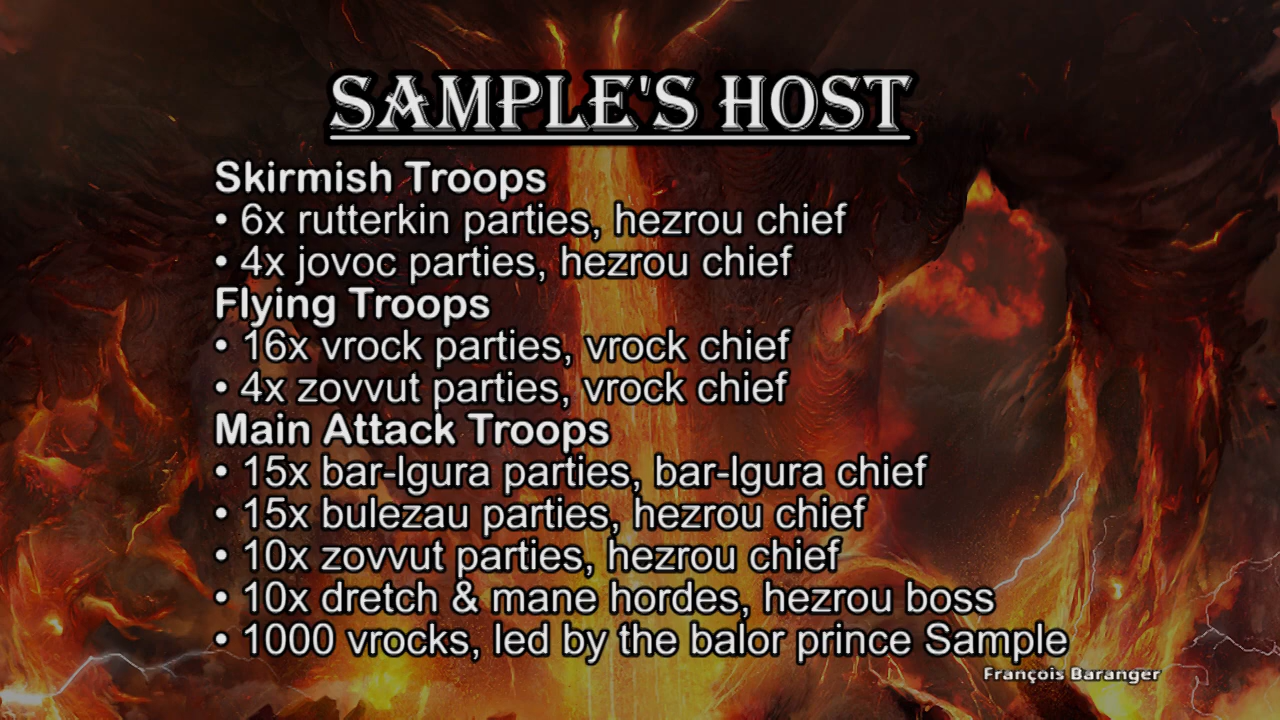 SAMPLE'S HOST
Skirmish Troops
• 6x rutterkin parties, hezrou chief
• 4x jovoc parties, hezrou chief
Flying Troops
• 16x vrock parties, vrock chief
• 4x zovvut parties, vrock chief
Main Attack Troops
• 15x bar-lgura parties, bar-lgura chief
• 15x bulezau parties, hezrou chief
• 10x zovvut parties, hezrou chief
• 10x dretch & mane hordes, hezrou boss
• 1000 vrocks, led by the balor prince Sample
François Baranger